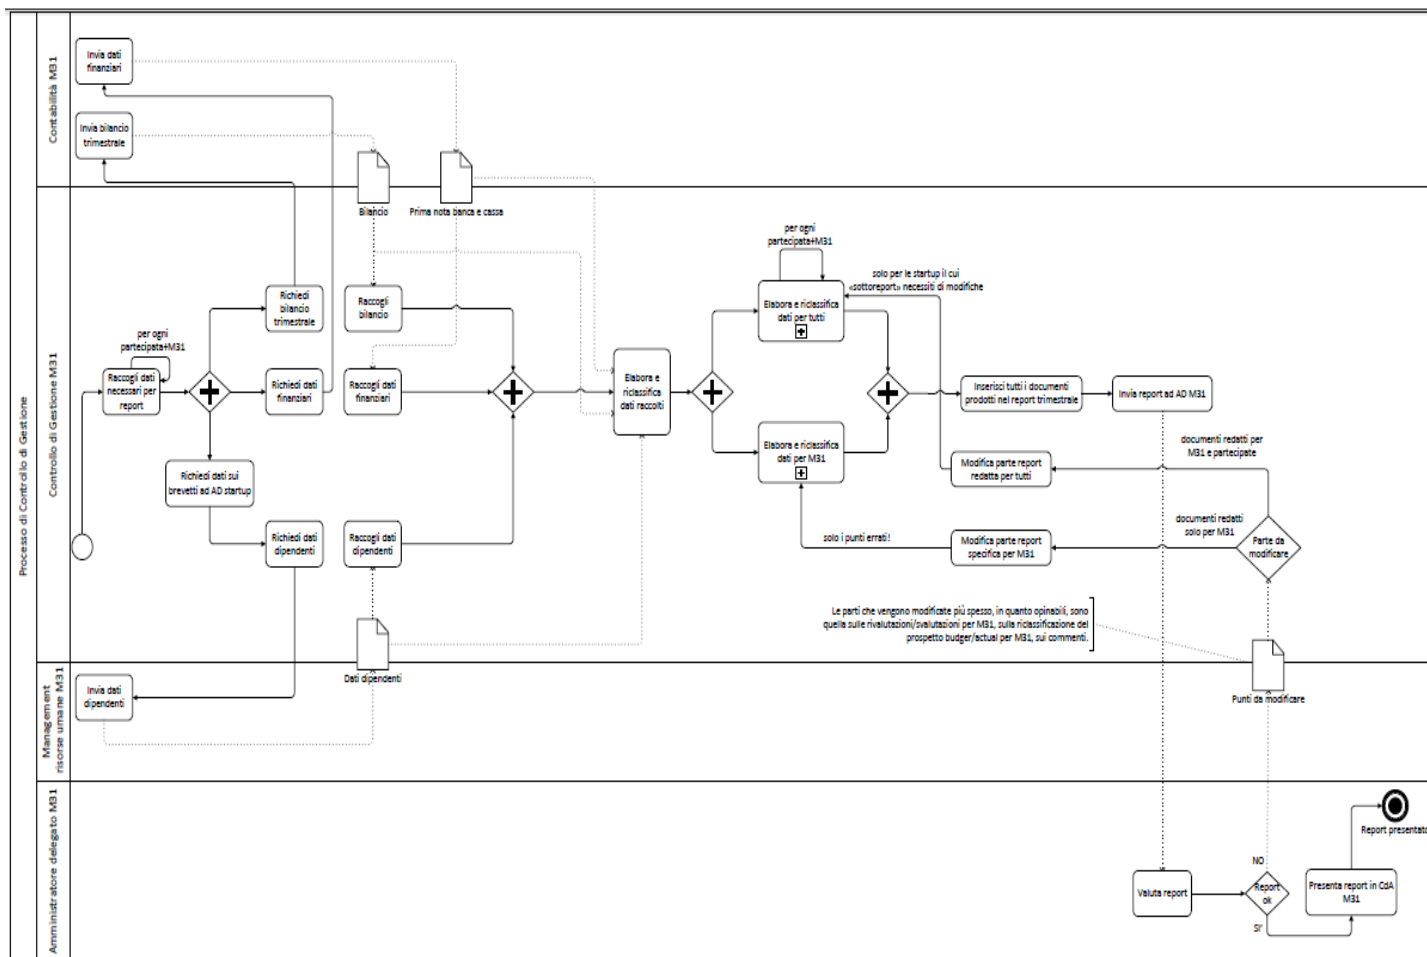 Processo di Controllo di Gestione
Contabilità M31
Invia dati
finanziari
Invia bilancio
trimestrale
Bilancio
Prima nota banca e cassa
Controllo di Gestione M31
per ogni
partecipata+M31
Raccogli dati
necessari per
report
Richiedi
bilancio
trimestrale
Richiedi dati
finanziari
Richiedi dati sui
brevetti ad AD startup
Richiedi dati
dipendenti
Raccogli
bilancio
Raccogli dati
finanziari
Raccogli dati
dipendenti
Elabora e
riclassifica
dati raccolti
per ogni
partecipata+M31
Elabora e riclassifica
dati per tutti
solo per le startup il cui
«sottoreport» necessiti di modifiche
Elabora e riclassifica
dati per M31
Inserisci tutti i documenti
prodotti nel report trimestrale
Invia report ad AD M31
documenti redatti per
M31 e partecipate
Modifica parte report
redatta per tutti
documenti redatti
solo per M31
solo i punti errati!
Modifica parte report
specifica per M31
Parte da
modificare
Le parti che vengono modificate più spesso, in quanto opinabili, sono
quella sulle rivalutazioni/svalutazioni per M31, sulla riclassificazione del
prospetto budget/actual per M31, sui commenti.
Dati dipendenti
Punti da modificare
Management
risorse umane M31
Invia dati
dipendenti
Amministratore delegato M31
Valuta report
NO
Report
ok
SI'
Presenta report in CdA
M31
Report presentato